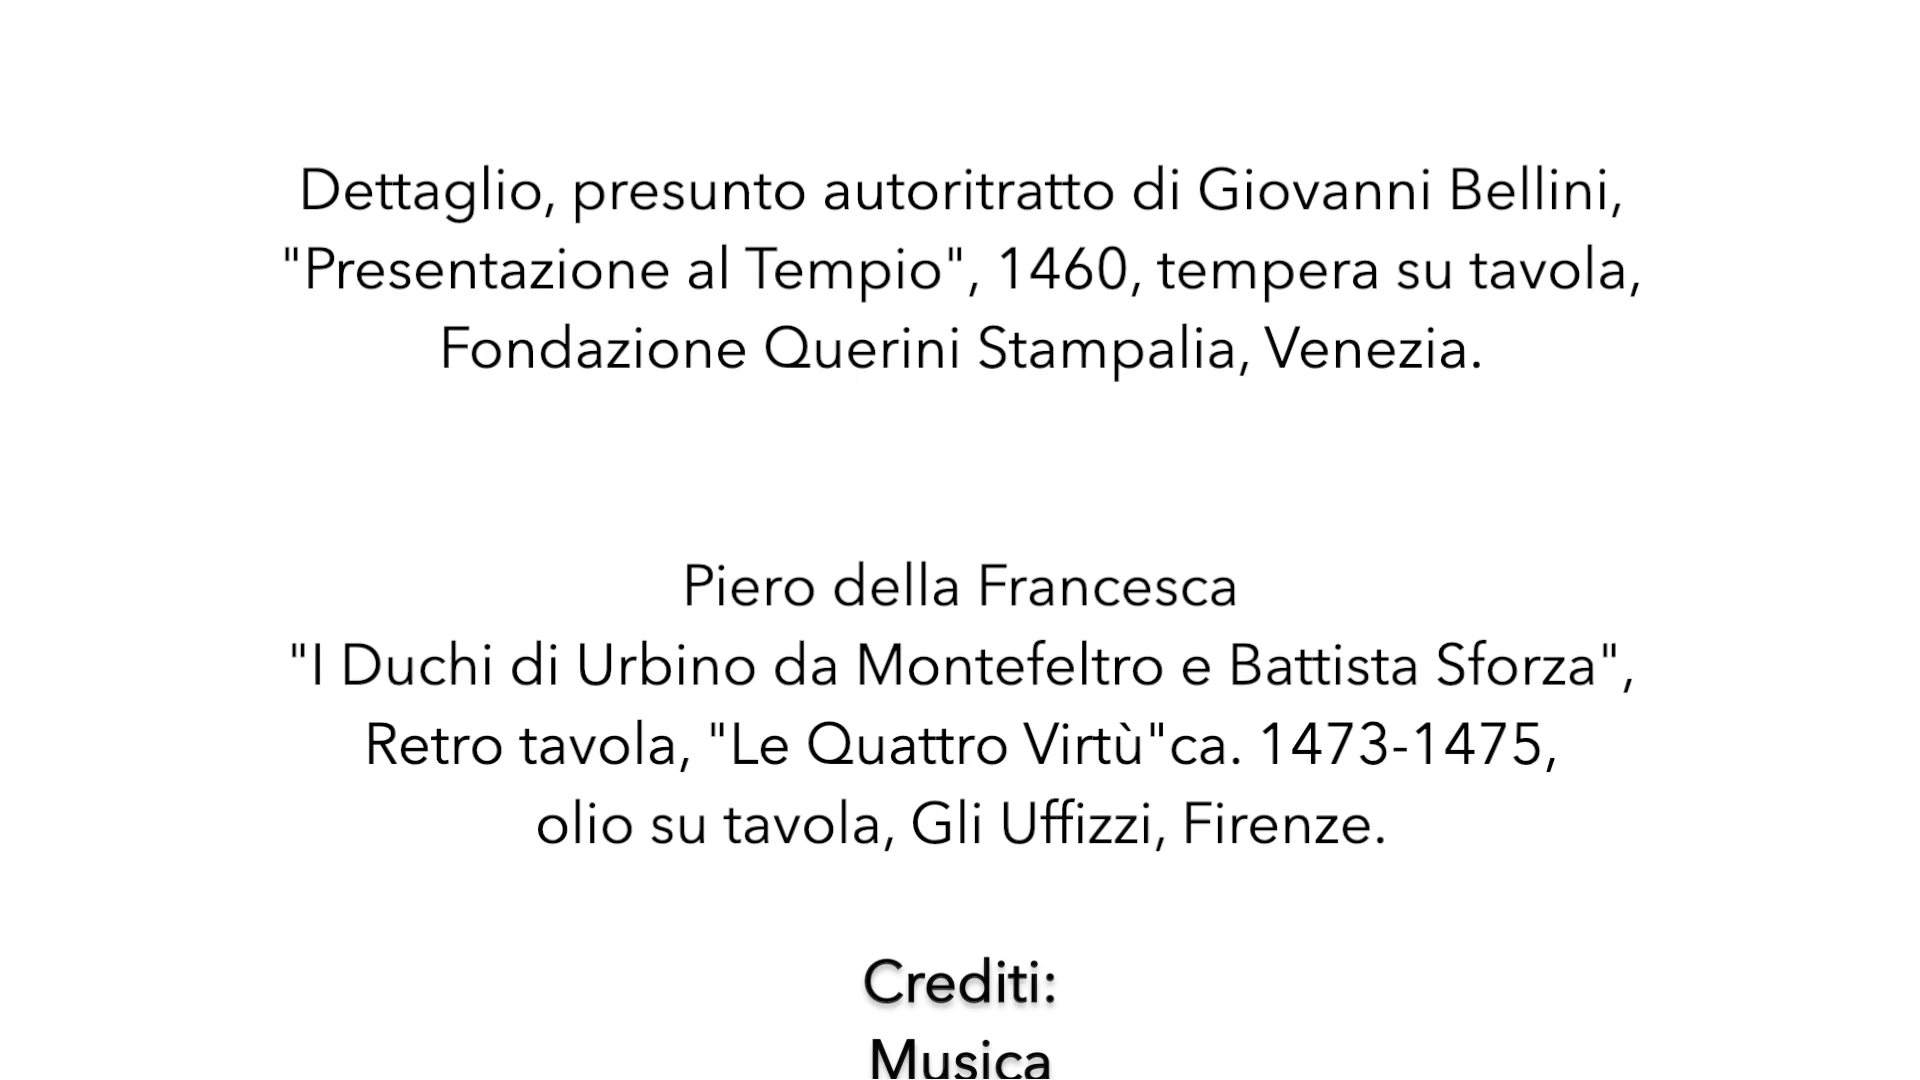 Dettaglio, presunto autoritratto di Giovanni Bellini,
"Presentazione al Tempio", 1460, tempera su tavola,
Fondazione Querini Stampalia, Venezia.
Piero della Francesca
"I Duchi di Urbino da Montefeltro e Battista Sforza",
Retro tavola, "Le Quattro Virtù"ca. 1473-1475,
olio su tavola, Gli Uffizzi, Firenze.
Crediti:
Musica